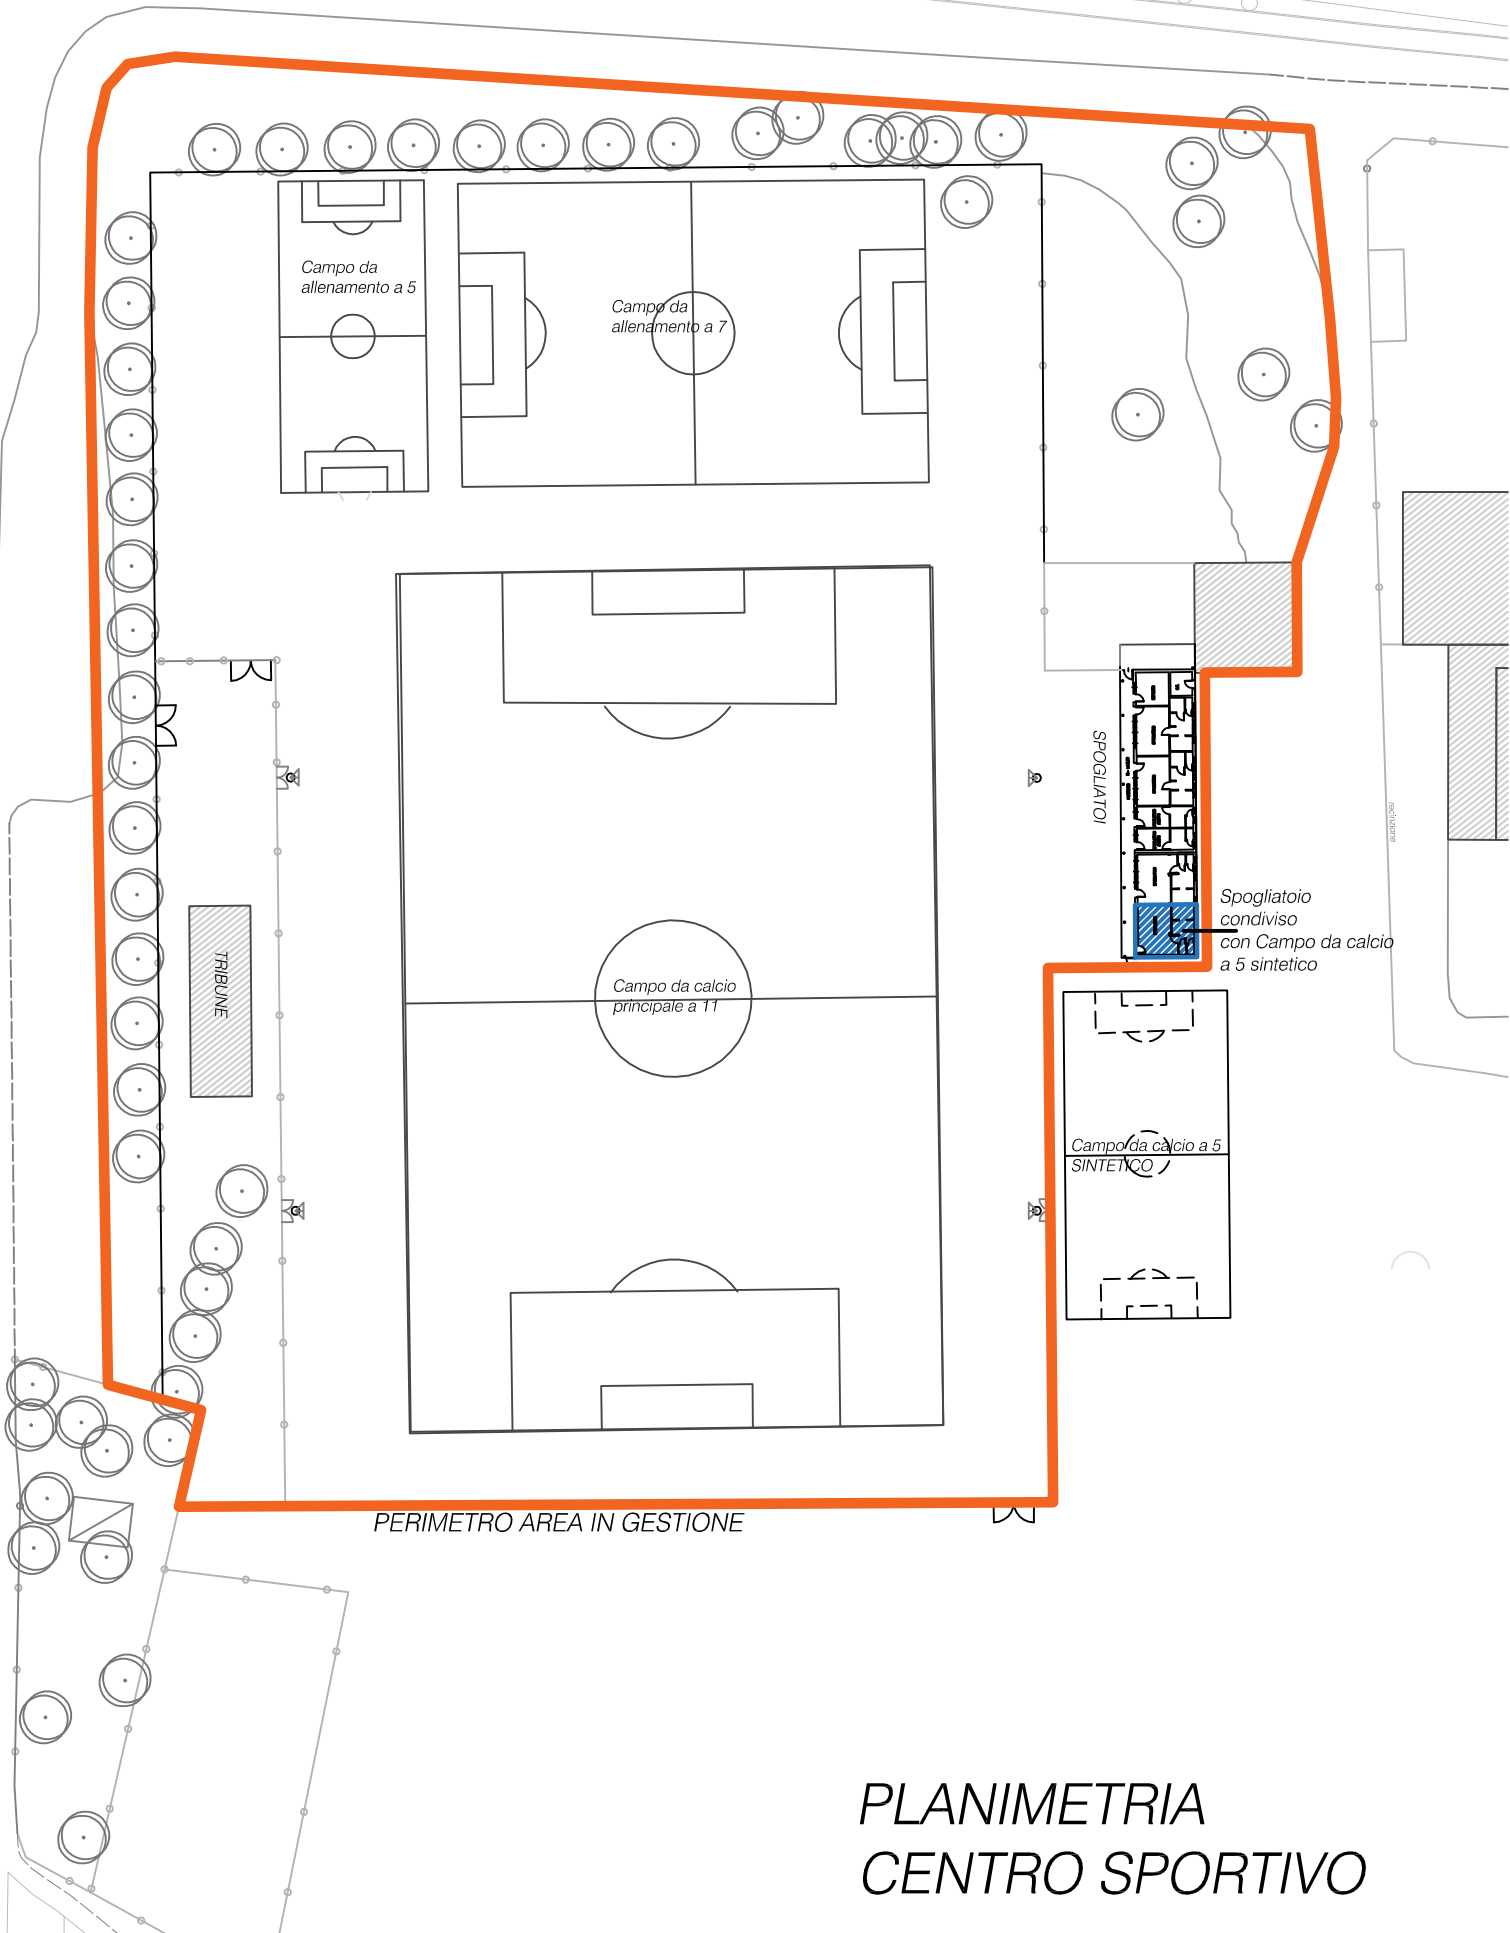 Campo da
allenamento a 5
Campo da
allenamento a 7
SPOGLIATOI
recinzione
Spogliatoio
condiviso
con Campo da calcio
a 5 sintetico
TRIBUNE
Campo da calcio
principale a 11
Campo da calcio a 5
SINTETICO
PERIMETRO AREA IN GESTIONE
PLANIMETRIA
CENTRO SPORTIVO